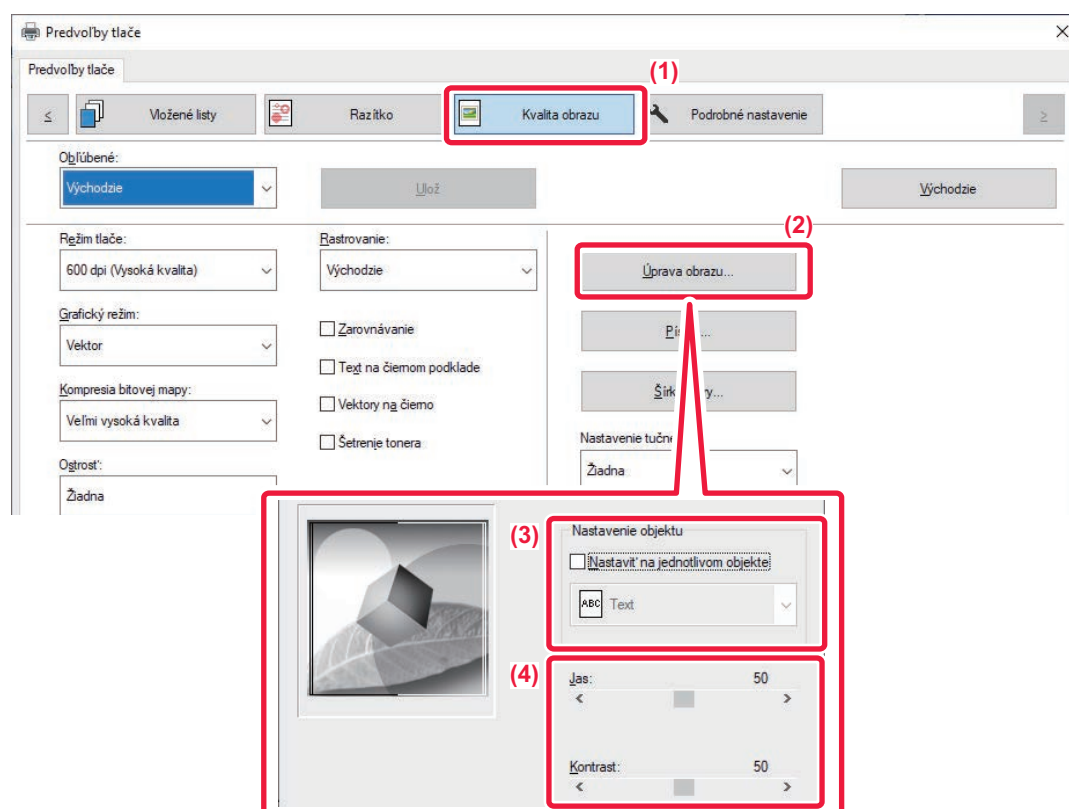 Predvoľby tlače
Predvoľby tlače
(1)
Vložené listy
Razítko
Kvalita obrazu
Podrobné nastavenie
Obľúbené:
Východzie
Ulož
Východzie
(2)
Režim tlače:
600 dpi (Vysoká kvalita)
Rastrovanie:
Východzie
Úprava obrazu...
Grafický režim:
Vektor
Zarovnávanie
Text na čiernom podklade
Kompresia bitovej mapy:
Veľmi vysoká kvalita
Vektory na čierno
Šetrenie tonera
Nastavenie
Žiadna
Ostrosť:
Žiadna
(3)
Nastavenie objektu
Nastaviť na jednotlivom objekte
ABC Text
(4)
Jas: 50
Kontrast: 50